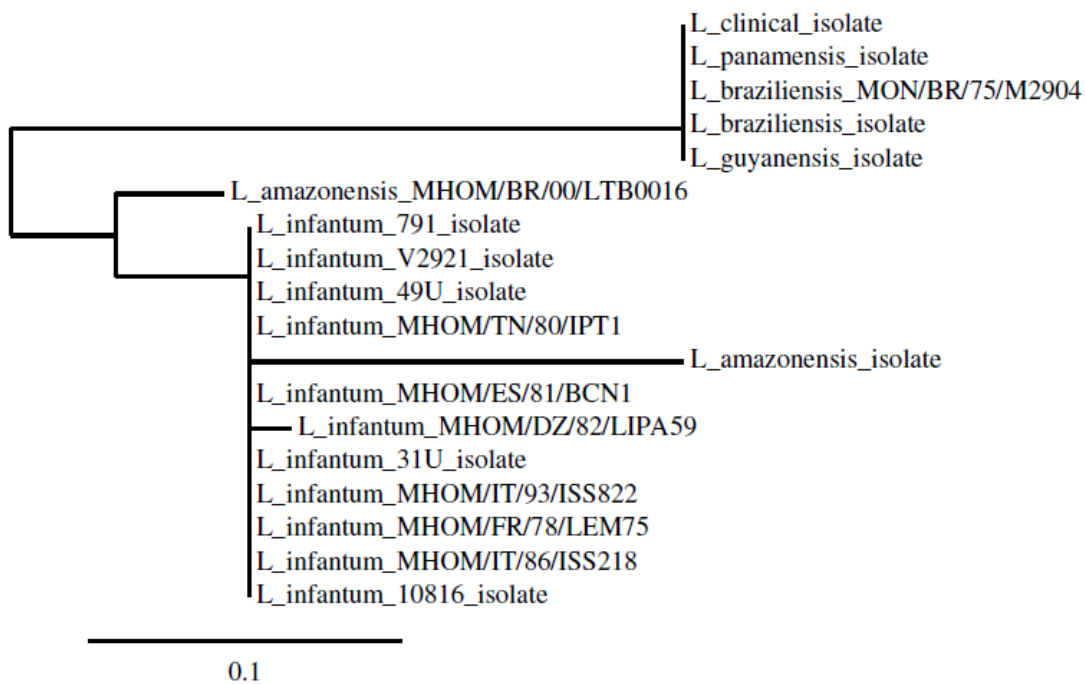 L_clinical_isolate
L_panamensis_isolate
L_braziliensis_MON/BR/75/M2904
L_braziliensis_isolate
L_guyanensis_isolate
L_amazonensis_MHOM/BR/00/LTB0016
L_infantum_791_isolate
L_infantum_V2921_isolate
L_infantum_49U_isolate
L_infantum_MHOM/TN/80/IPT1
L_amazonensis_isolate
L_infantum_MHOM/ES/81/BCN1
L_infantum_MHOM/DZ/82/LIPA59
L_infantum_31U_isolate
L_infantum_MHOM/IT/93/ISS822
L_infantum_MHOM/FR/78/LEM75
L_infantum_MHOM/IT/86/ISS218
L_infantum_10816_isolate
0.1